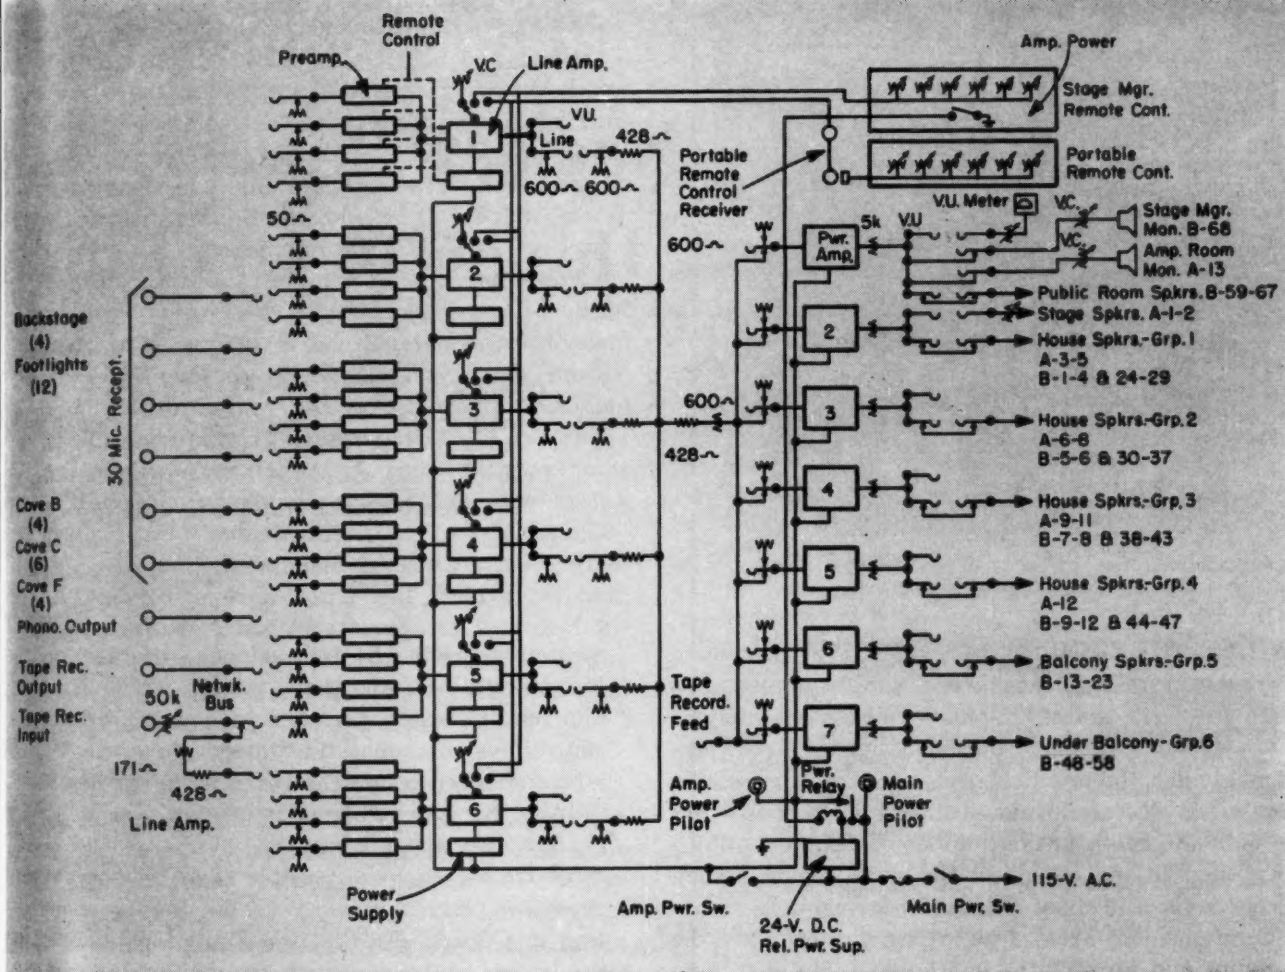 Remote
Control
Preamp.
V.C
Line Amp.
V.U.
Line
428~
600~ 600~
50~
1
2
3
4
5
6
Amp. Power
Stage Mgr.
Remote Cont.
Portable
Remote Cont.
Portable
Remote
Control
Receiver
V.U. Meter
V.C.
Stage Mgr.
Mon. B-68
V.C.
Amp. Room
Mon. A-13
600~
Pwr.
Amp.
5k
V.U
Public Room Spkrs. B-59-67
Stage Spkrs. A-1-2
2
House Spkrs.-Grp.1
A-3-5
B-1-4 & 24-29
3
House Spkrs.-Grp.2
A-6-8
B-5-6 & 30-37
600~
428~
4
House Spkrs.-Grp.3
A-9-11
B-7-8 & 38-43
5
House Spkrs.-Grp.4
A-12
B-9-12 & 44-47
6
Balcony Spkrs.-Grp.5
B-13-23
7
Under Balcony-Grp.6
B-48-58
Tape
Record.
Feed
30 Mic. Recept.
Backstage
(4)
Footlights
(12)
Cove B
(4)
Cove C
(6)
Cove F
(4)
Phono. Output
Tape Rec.
Output
50k
Netwk.
Bus
Tape Rec.
Input
171~
428~
Line Amp.
Power
Supply
Amp.
Power
Pilot
Pwr.
Relay
Main
Power
Pilot
115-V. A.C.
Amp. Pwr. Sw.
Main Pwr. Sw.
24-V. D.C.
Rel. Pwr. Sup.